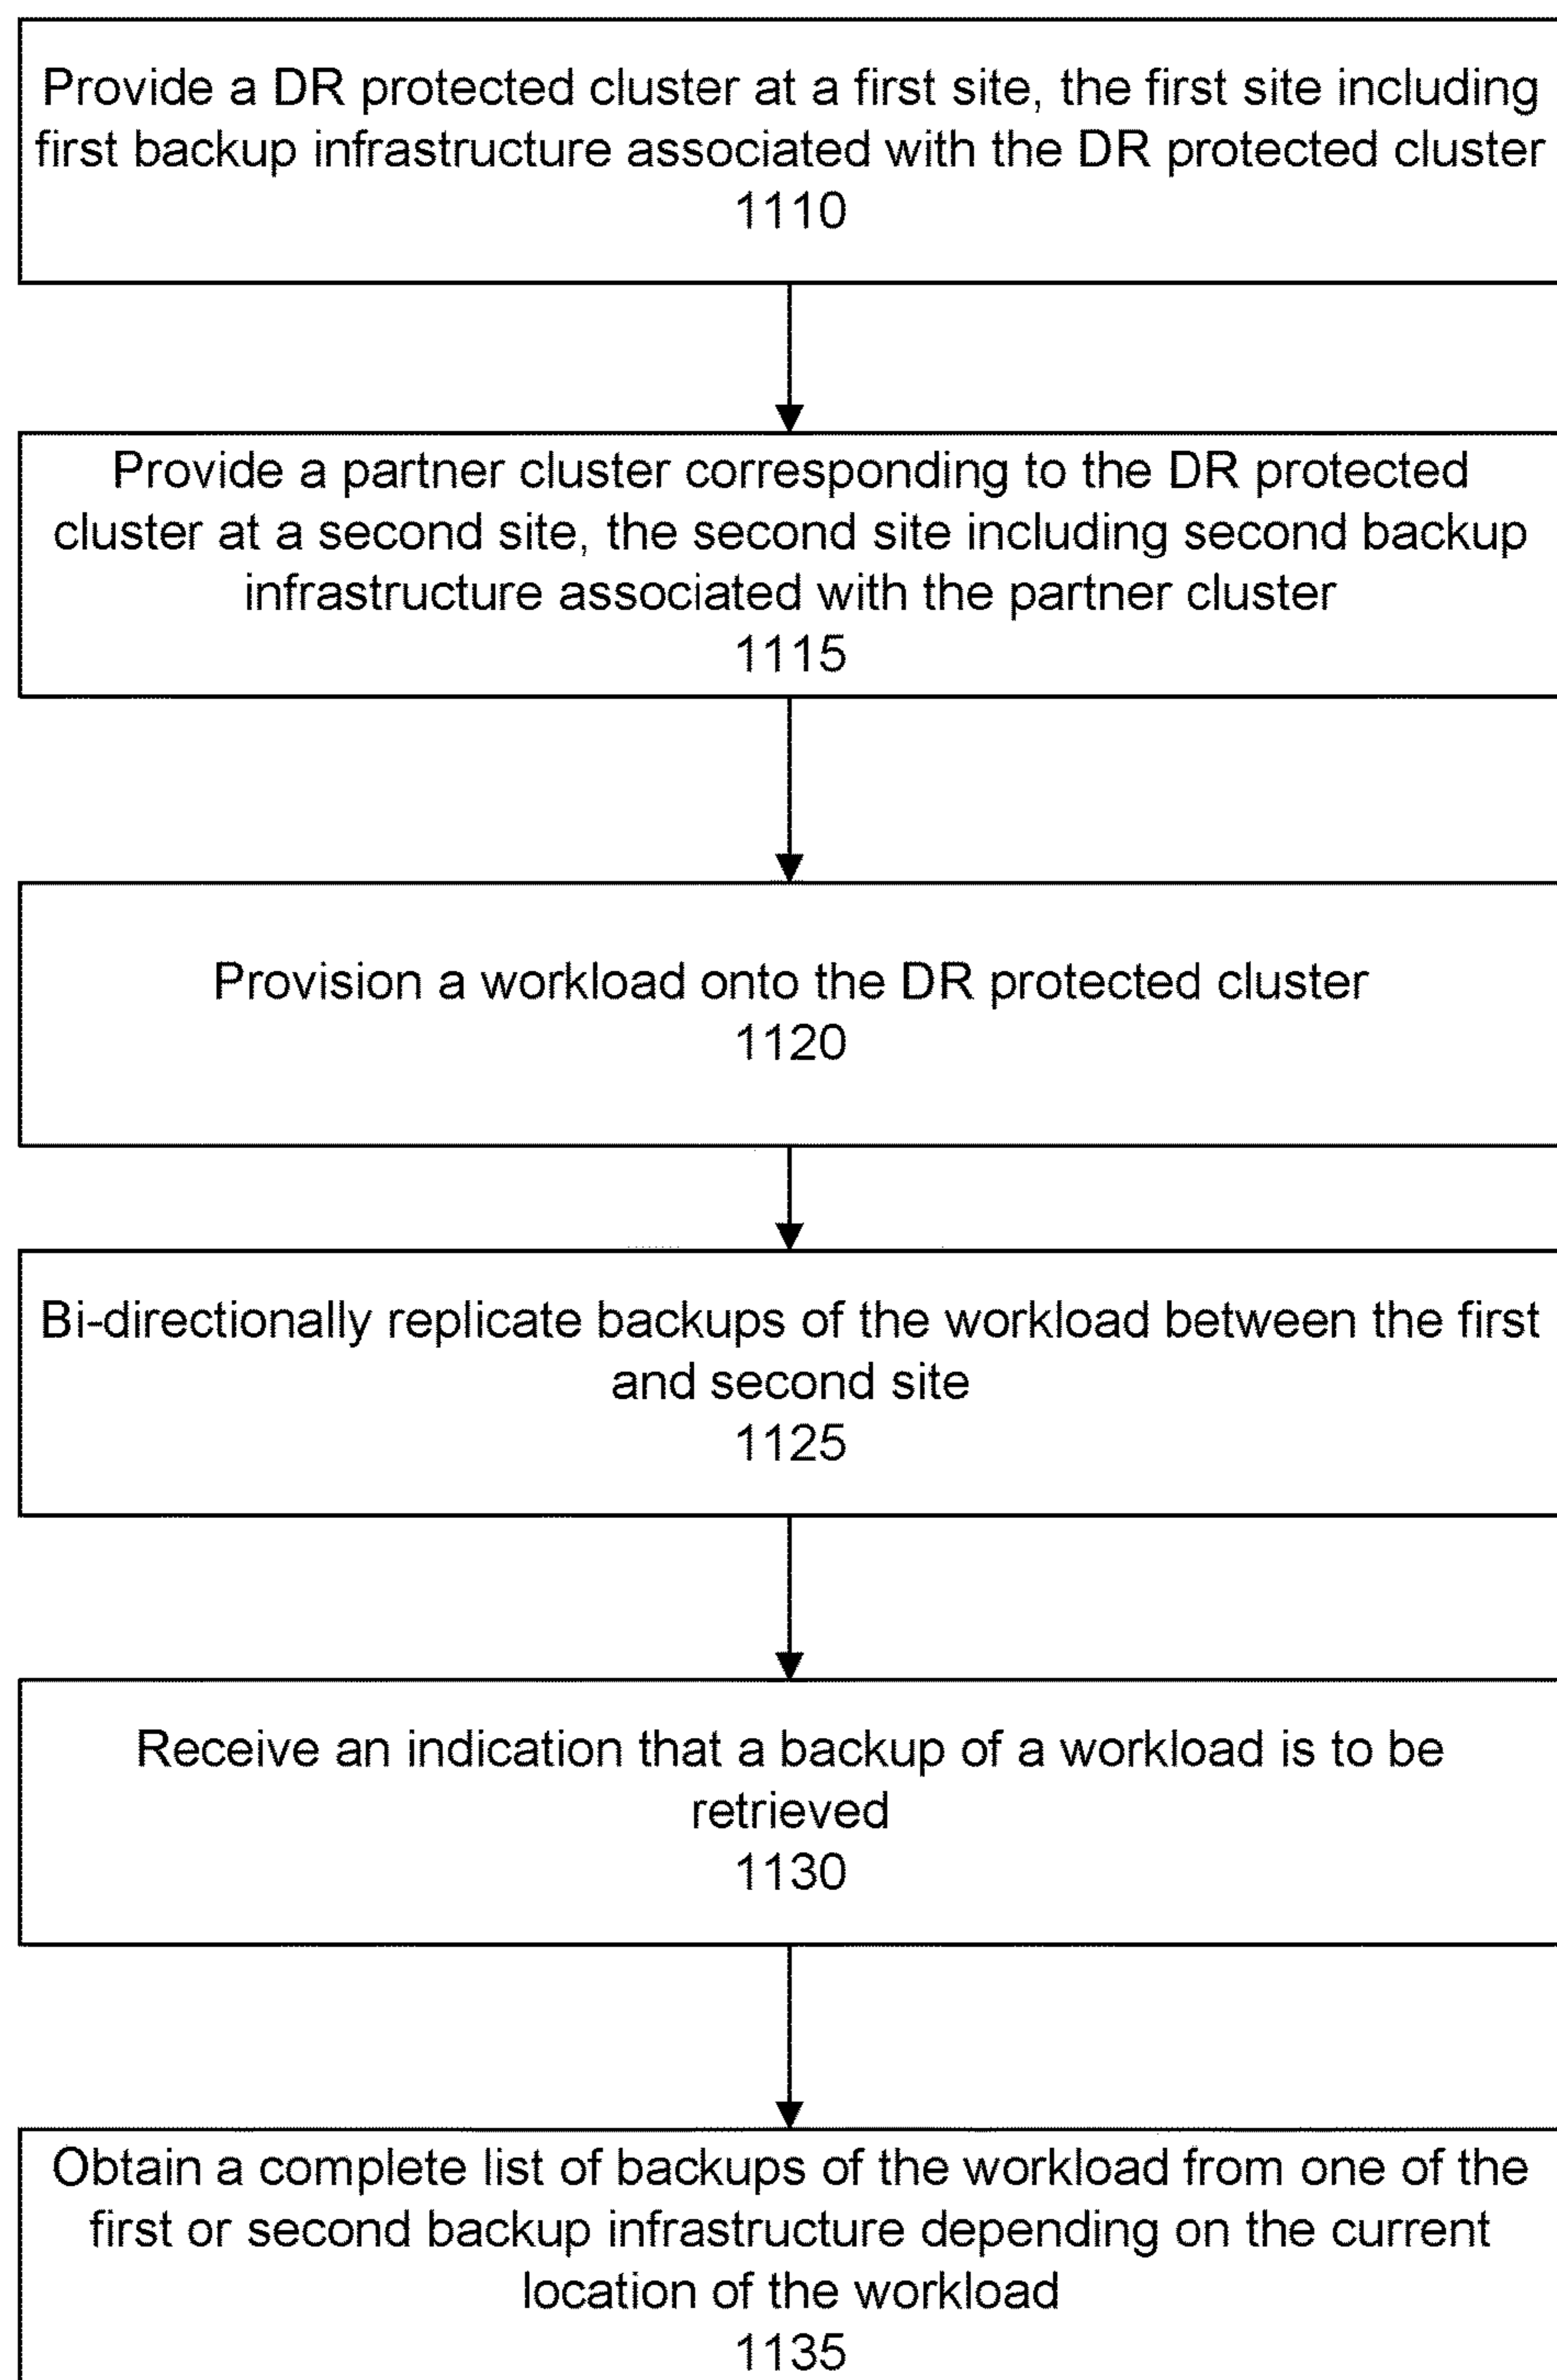 Provide a DR protected cluster at a first site, the first site including
first backup infrastructure associated with the DR protected cluster
1110
Provide a partner cluster corresponding to the DR protected
cluster at a second site, the second site including second backup
infrastructure associated with the partner cluster
1115
Provision a workload onto the DR protected cluster
1120
Bi-directionally replicate backups of the workload between the first
and second site
1125
Receive an indication that a backup of a workload is to be
retrieved
1130
Obtain a complete list of backups of the workload from one of the
first or second backup infrastructure depending on the current
location of the workload
1135